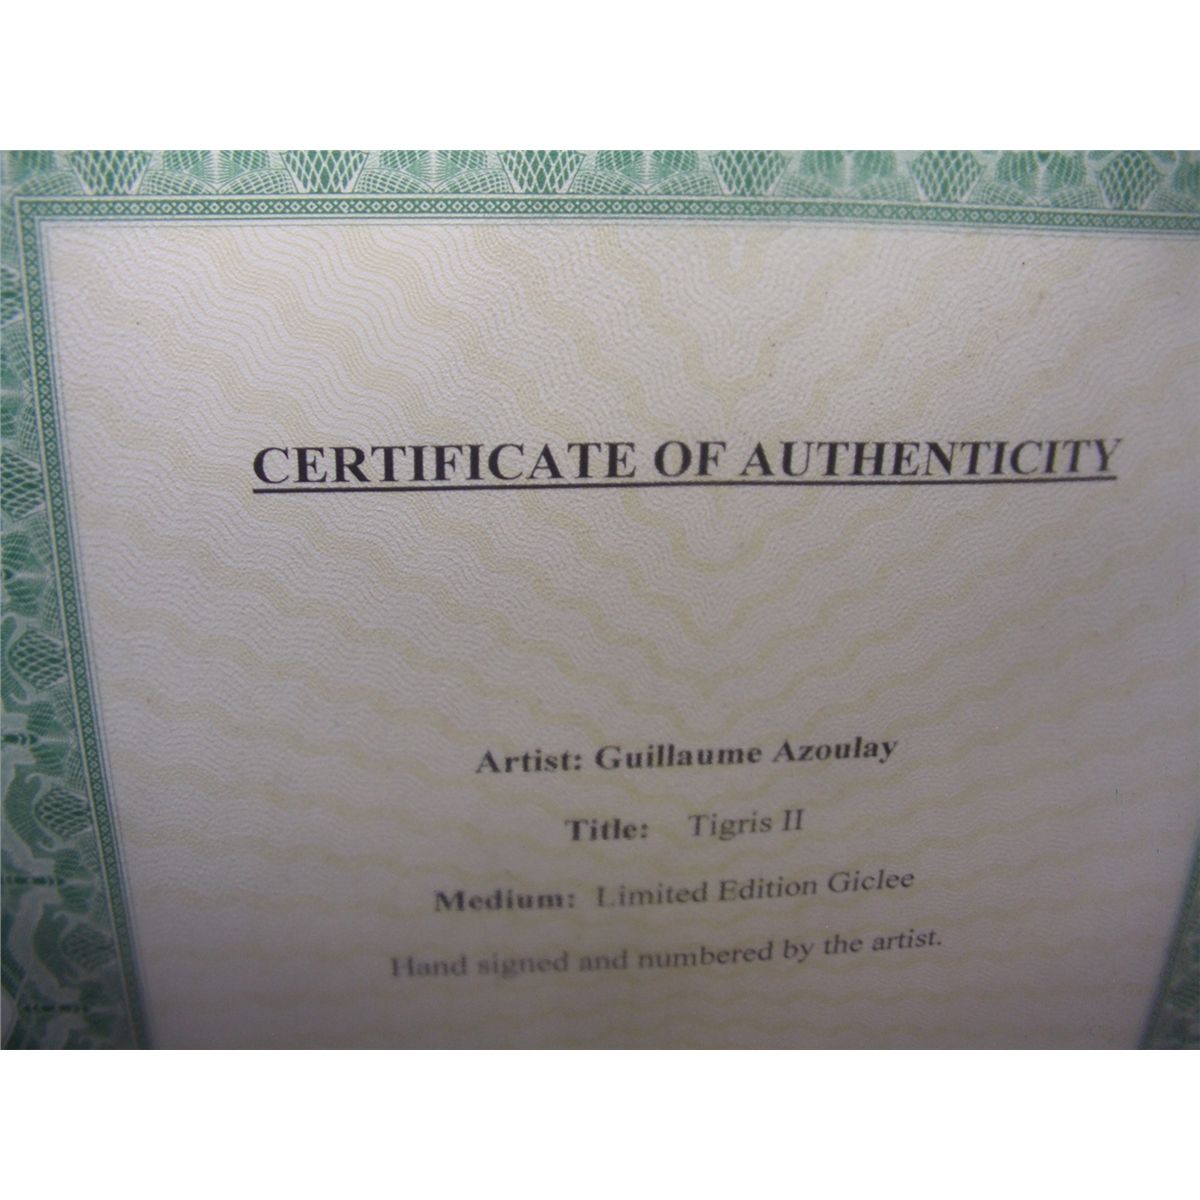 CERTIFICATE OF AUTHENTICITY
Artist: Guillaume Azoulay
Title: Tigris II
Medium: Limited Edition Giclee
Hand signed and numbered by the artist.